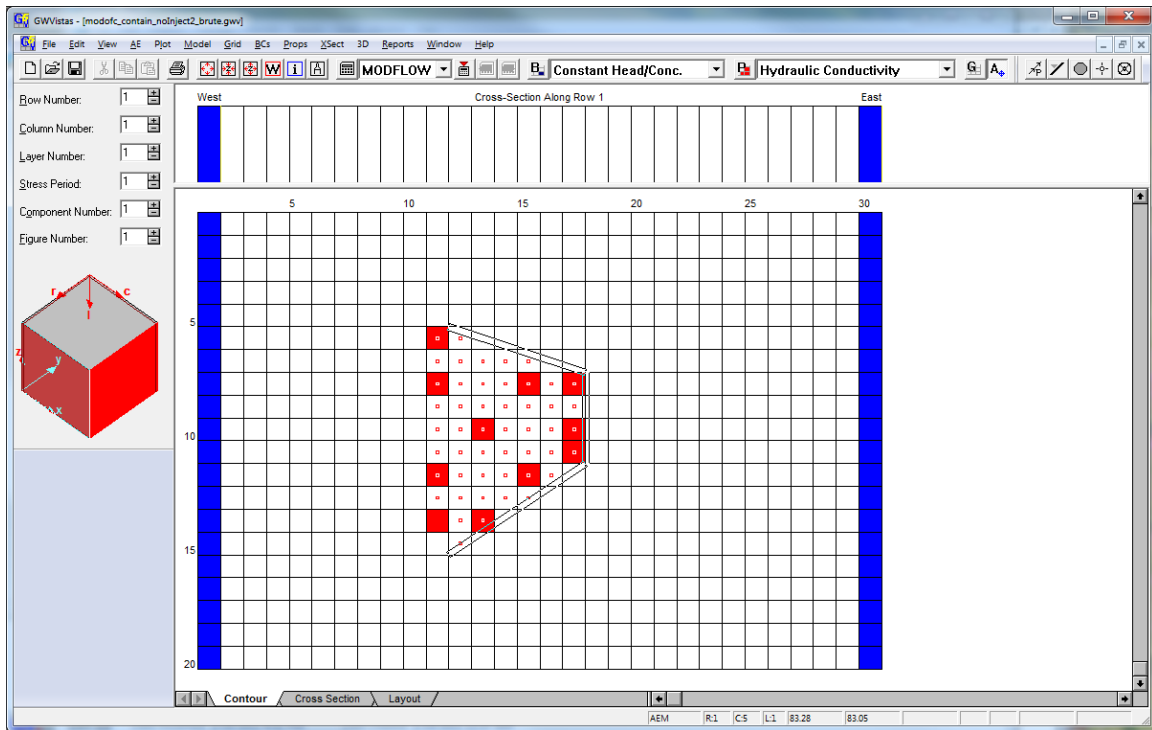 GWVistas - [modofc_contain_noInject2_brute.gwv]
File Edit View AE Plot Model Grid BCs Props XSect 3D Reports Window Help
MODFLOW Constant Head/Conc. Hydraulic Conductivity
Row Number: 1
Column Number: 1
Layer Number: 1
Stress Period: 1
Component Number: 1
Figure Number: 1
West Cross-Section Along Row 1 East
5 10 15 20 25 30
5
10
15
20
r c
l
z y
x
Contour Cross Section Layout
AEM R:1 C:5 L:1 83.28 83.05